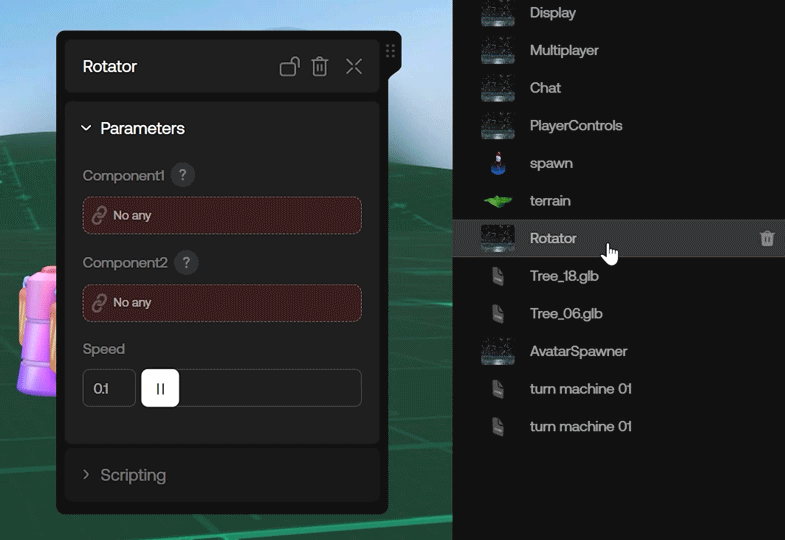 Rotator
Parameters
Component1 ?
No any
Component2 ?
No any
Speed
0.1
Scripting
Display
Multiplayer
Chat
PlayerControls
spawn
terrain
Rotator
Tree_18.glb
Tree_06.glb
AvatarSpawner
turn machine 01
turn machine 01